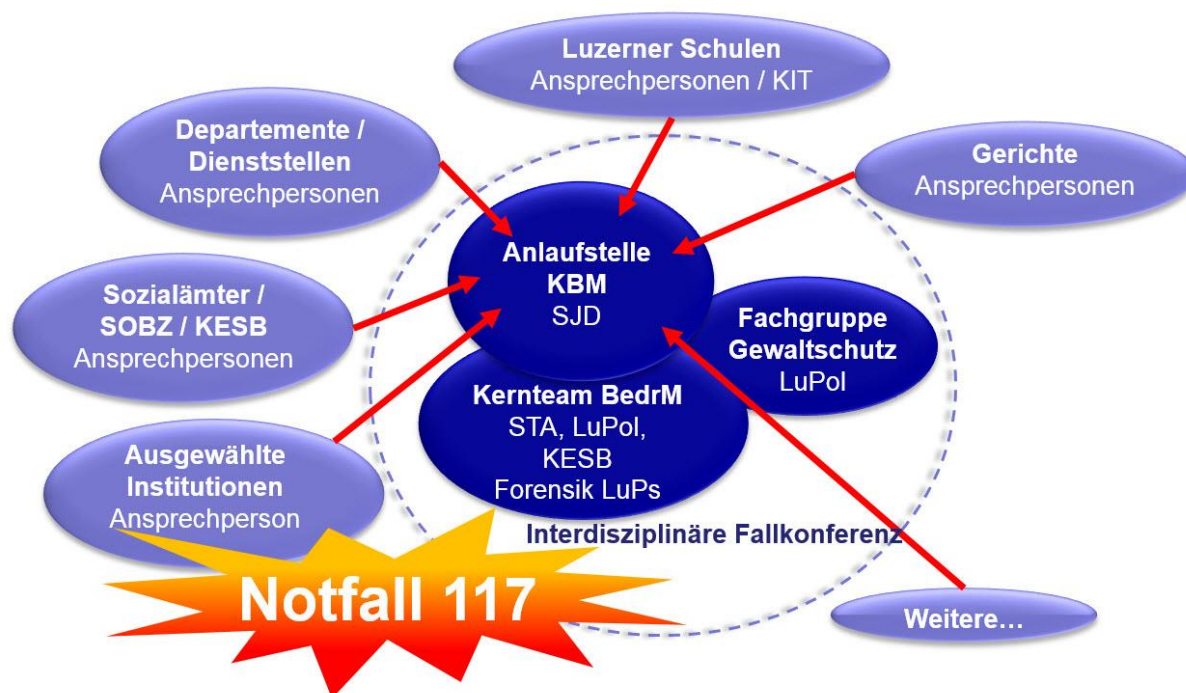 Luzerner Schulen
Ansprechpersonen / KIT
Departemente /
Dienststellen
Ansprechpersonen
Gerichte
Ansprechpersonen
Anlaufstelle
KBM
SJD
Sozialämter /
SOBZ / KESB
Ansprechpersonen
Fachgruppe
Gewaltschutz
LuPol
Kernteam BedrM
STA, LuPol,
KESB
Forensik LuPs
Ausgewählte
Institutionen
Ansprechperson
Interdisziplinäre Fallkonferenz
Notfall 117
Weitere...